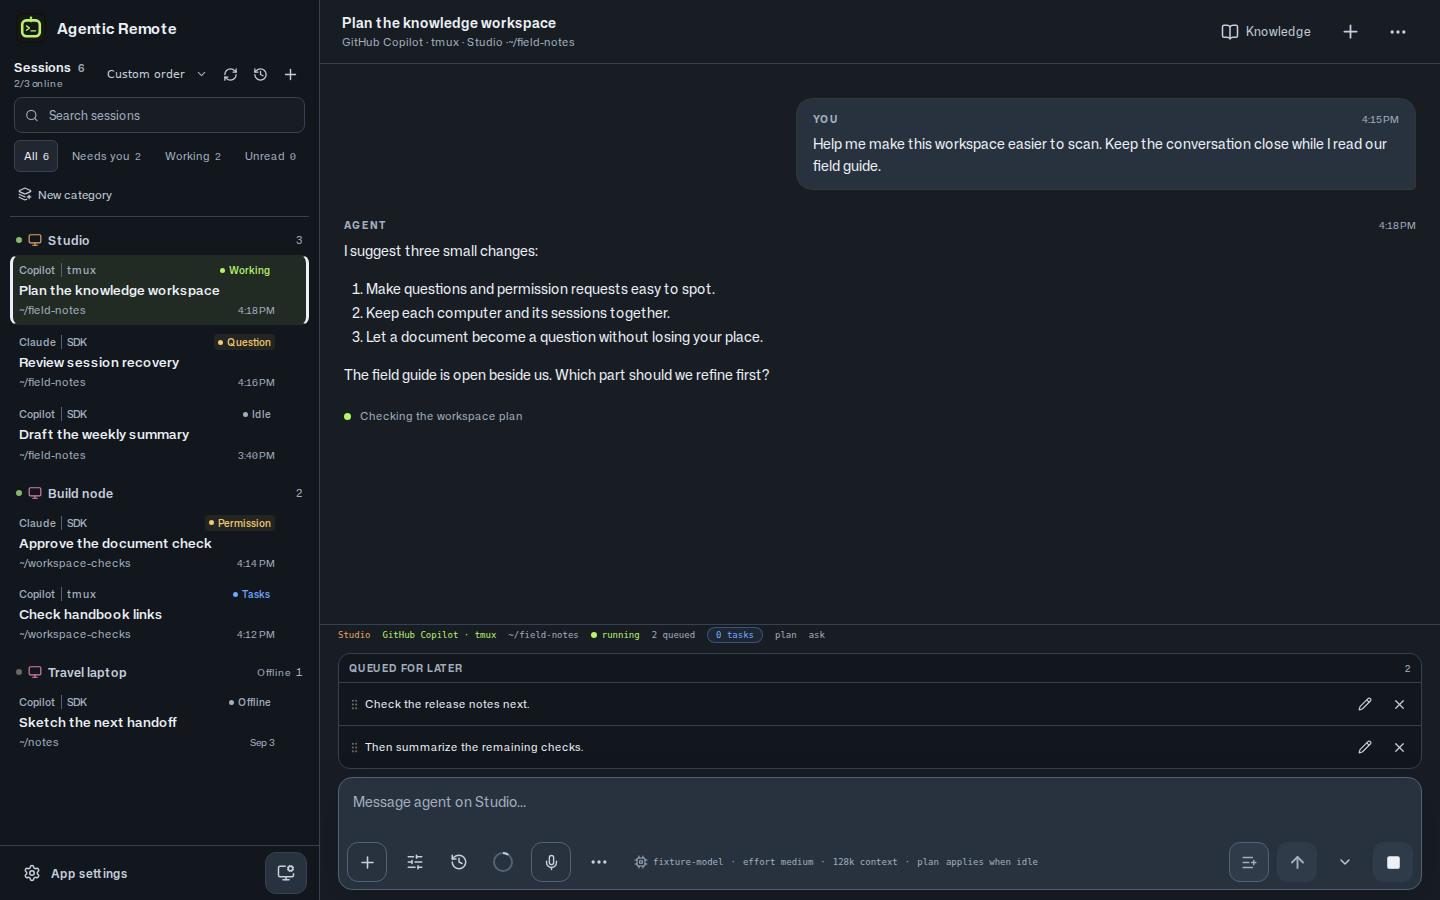 Agentic Remote
Sessions 6
2/3 online
Custom order
Search sessions
All 6
Needs you 2
Working 2
Unread 0
New category
Studio 3
Copilot | tmux Working
Plan the knowledge workspace
~/field-notes 4:18 PM
Claude | SDK Question
Review session recovery
~/field-notes 4:16 PM
Copilot | SDK Idle
Draft the weekly summary
~/field-notes 3:40 PM
Build node 2
Claude | SDK Permission
Approve the document check
~/workspace-checks 4:14 PM
Copilot | tmux Tasks
Check handbook links
~/workspace-checks 4:12 PM
Travel laptop Offline 1
Copilot | SDK Offline
Sketch the next handoff
~/notes Sep 3
App settings
Plan the knowledge workspace
GitHub Copilot · tmux · Studio · ~/field-notes
Knowledge
YOU 4:15 PM
Help me make this workspace easier to scan. Keep the conversation close while I read our
field guide.
AGENT 4:18 PM
I suggest three small changes:
1. Make questions and permission requests easy to spot.
2. Keep each computer and its sessions together.
3. Let a document become a question without losing your place.
The field guide is open beside us. Which part should we refine first?
Checking the workspace plan
Studio GitHub Copilot · tmux ~/field-notes running 2 queued 0 tasks plan ask
QUEUED FOR LATER 2
Check the release notes next.
Then summarize the remaining checks.
Message agent on Studio...
fixture-model · effort medium · 128k context · plan applies when idle